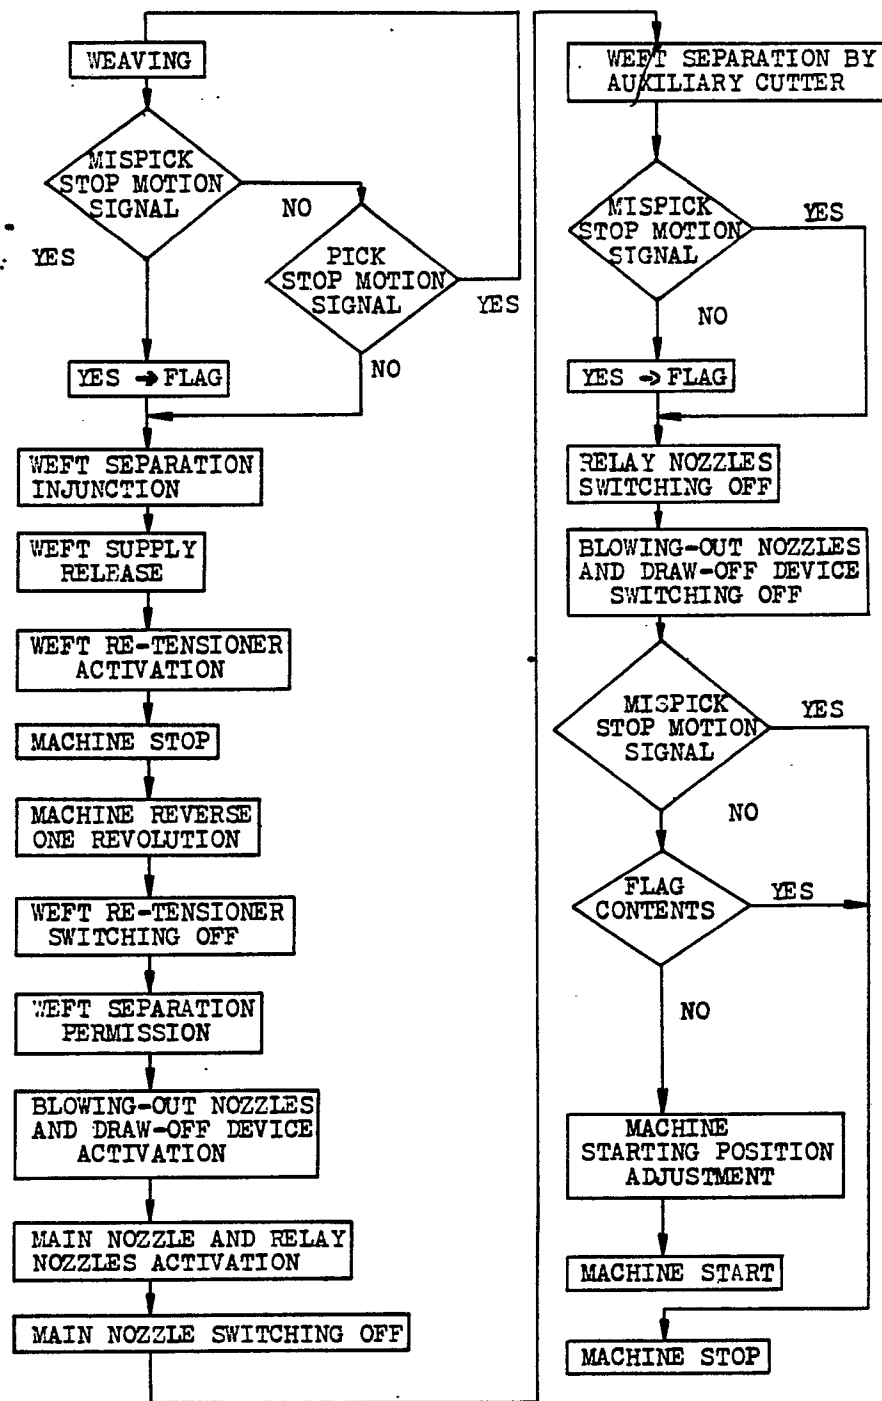 WEAVING
MISPICK
STOP MOTION
SIGNAL
NO
YES
PICK
STOP MOTION
SIGNAL
YES
NO
YES → FLAG
WEFT SEPARATION
INJUNCTION
WEFT SUPPLY
RELEASE
WEFT RE-TENSIONER
ACTIVATION
MACHINE STOP
MACHINE REVERSE
ONE REVOLUTION
WEFT RE-TENSIONER
SWITCHING OFF
WEFT SEPARATION
PERMISSION
BLOWING-OUT NOZZLES
AND DRAW-OFF DEVICE
ACTIVATION
MAIN NOZZLE AND RELAY
NOZZLES ACTIVATION
MAIN NOZZLE SWITCHING OFF
WEFT SEPARATION BY
AUXILIARY CUTTER
MISPICK
STOP MOTION
SIGNAL
YES
NO
YES → FLAG
RELAY NOZZLES
SWITCHING OFF
BLOWING-OUT NOZZLES
AND DRAW-OFF DEVICE
SWITCHING OFF
MISPICK
STOP MOTION
SIGNAL
YES
NO
FLAG
CONTENTS
YES
NO
MACHINE
STARTING POSITION
ADJUSTMENT
MACHINE START
MACHINE STOP